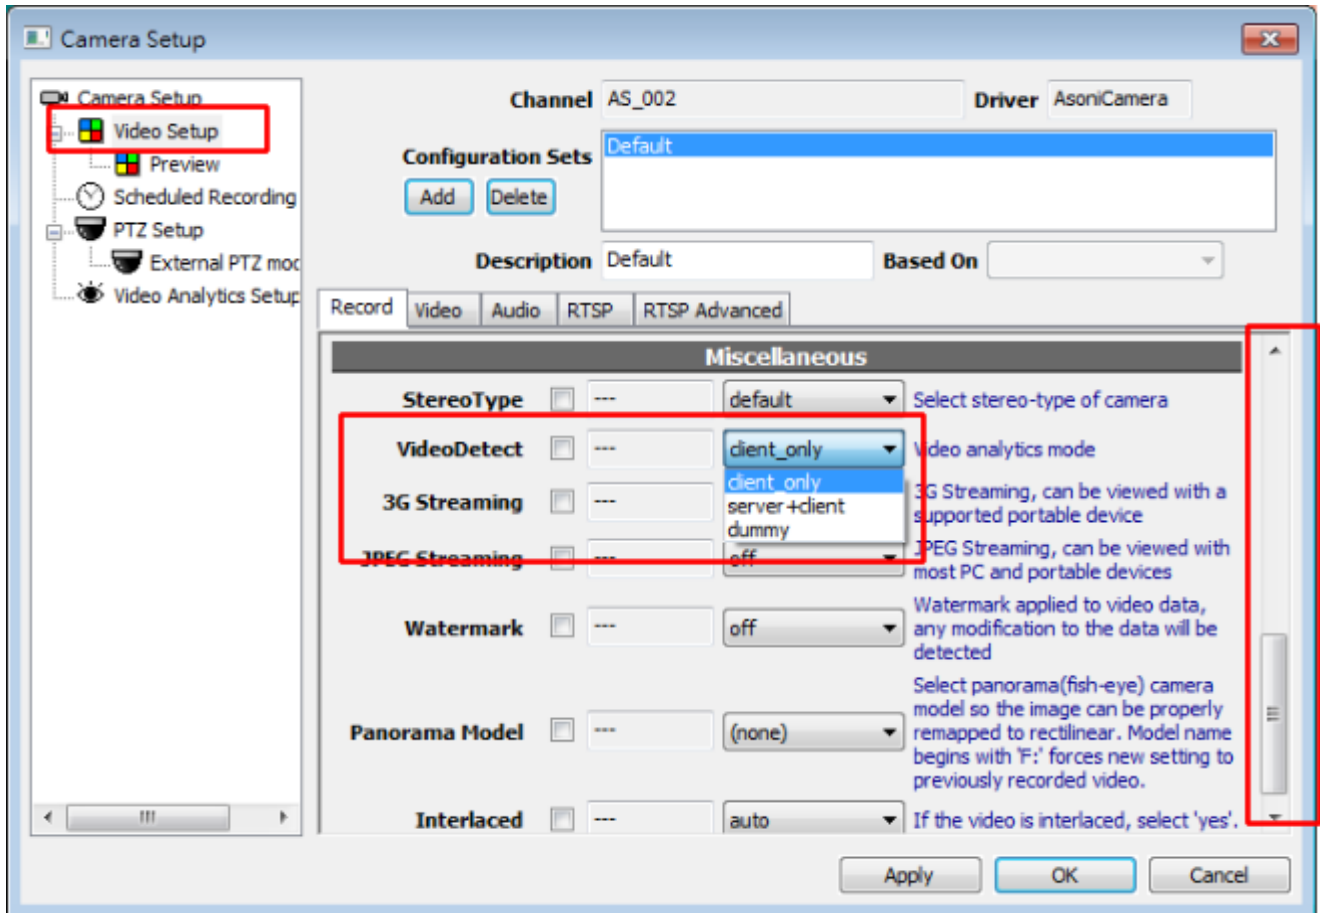 Camera Setup
Camera Setup
Video Setup
Preview
Scheduled Recording
PTZ Setup
External PTZ moc
Video Analytics Setup
Channel AS_002 Driver AsoniCamera
Configuration Sets Default
Add Delete
Description Default Based On
Record Video Audio RTSP RTSP Advanced
Miscellaneous
StereoType --- default Select stereo-type of camera
VideoDetect --- client_only Video analytics mode
client_only
server+client
dummy
3G Streaming --- 3G Streaming, can be viewed with a
supported portable device
JPEG Streaming --- off JPEG Streaming, can be viewed with
most PC and portable devices
Watermark --- off Watermark applied to video data,
any modification to the data will be
detected
Panorama Model --- (none) Select panorama(fish-eye) camera
model so the image can be properly
remapped to rectilinear. Model name
begins with 'F:' forces new setting to
previously recorded video.
Interlaced --- auto If the video is interlaced, select 'yes'.
Apply OK Cancel